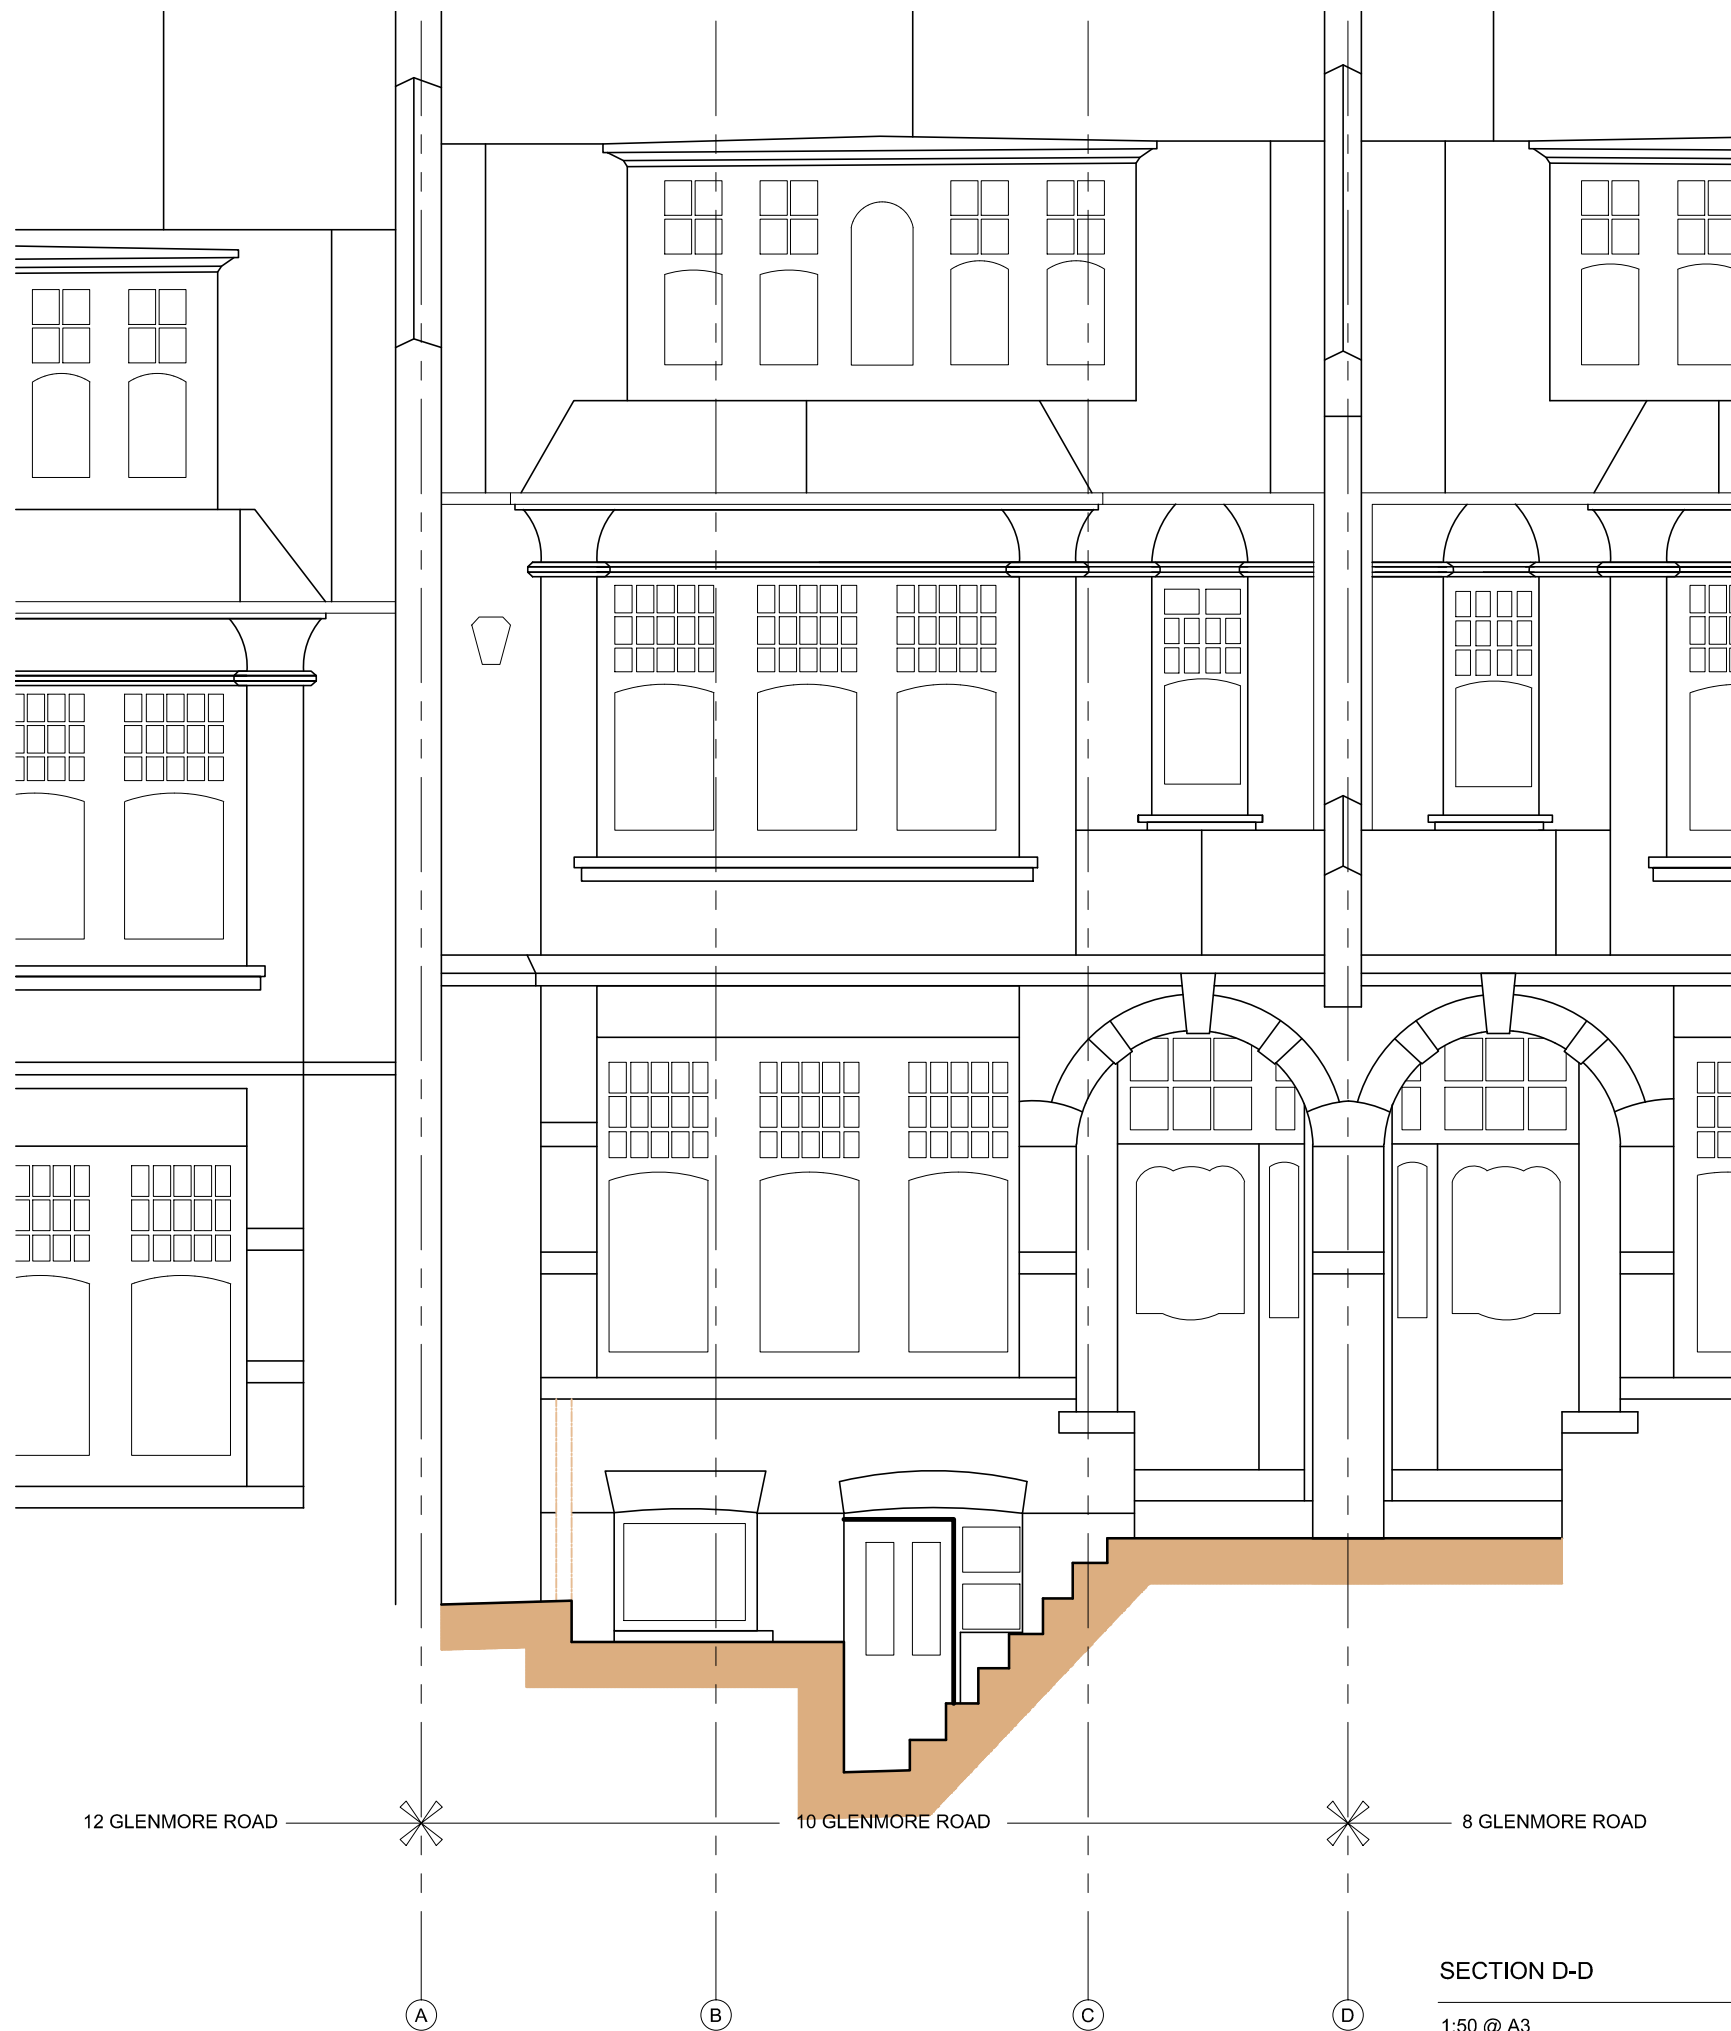 12 GLENMORE ROAD
10 GLENMORE ROAD
8 GLENMORE ROAD
SECTION D-D
1:50 @ A3
A
B
C
D